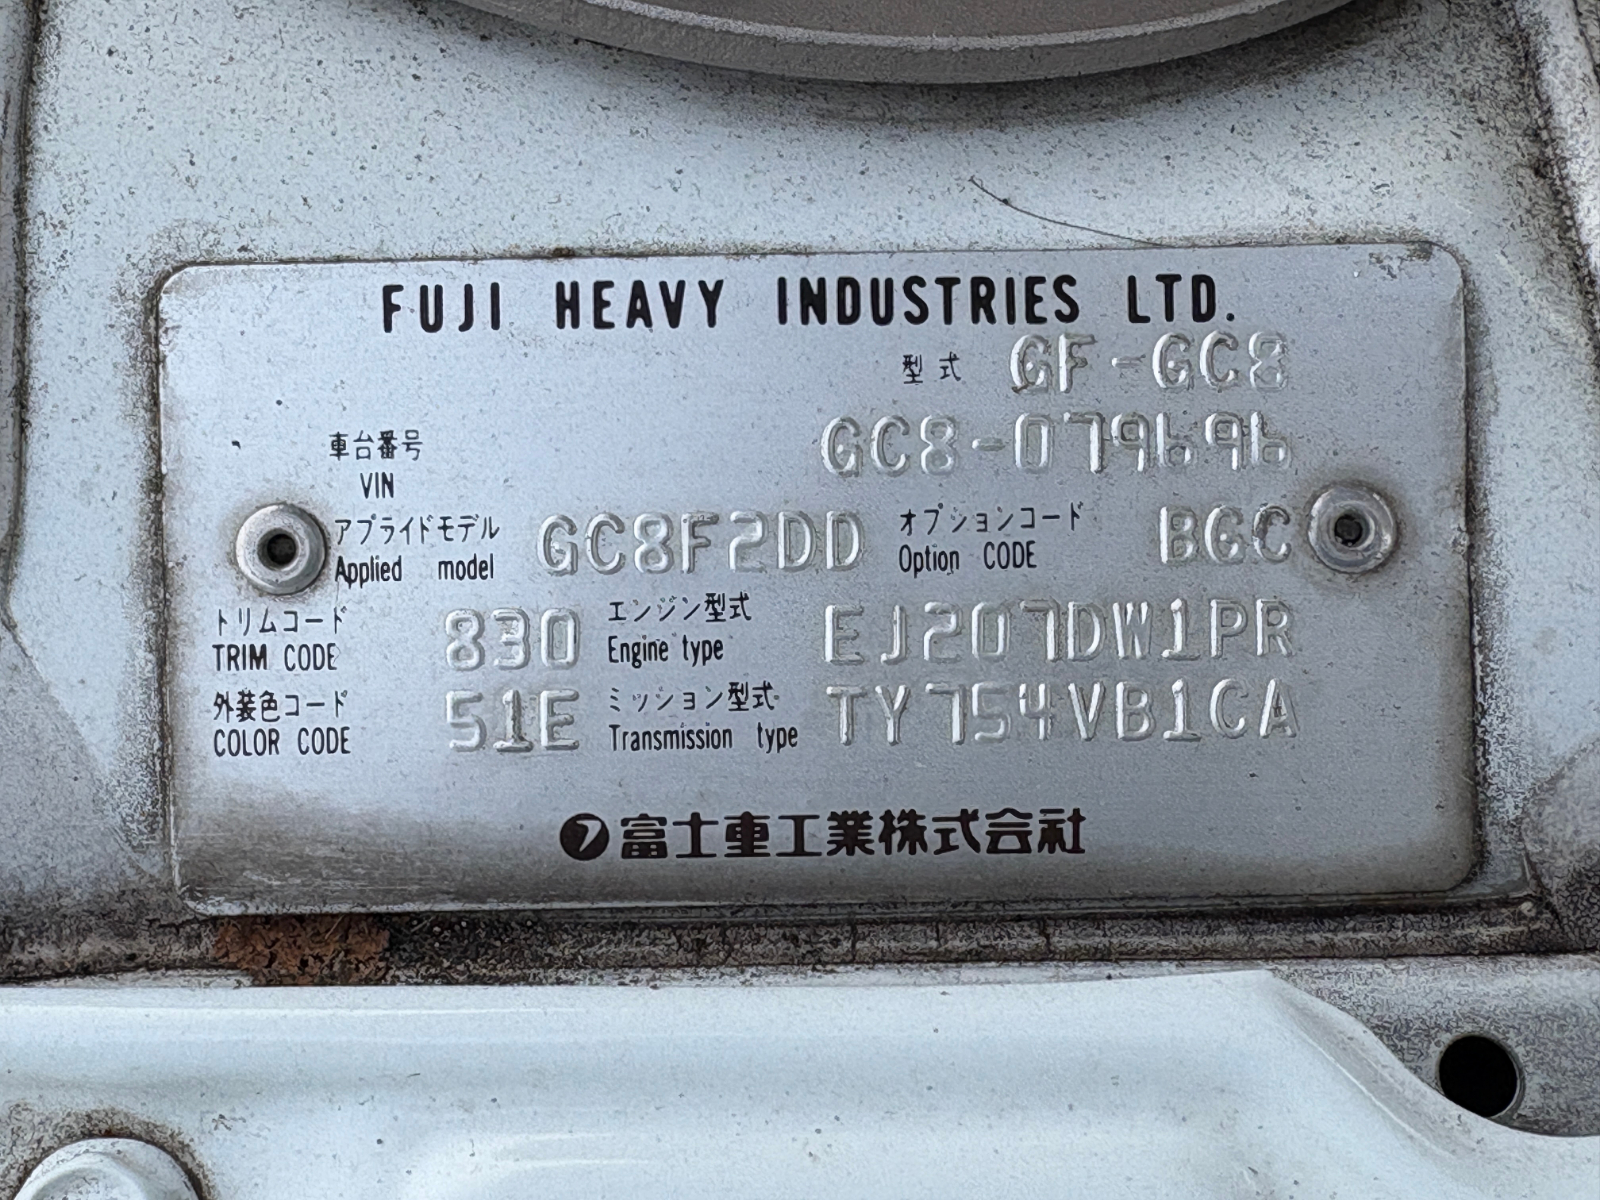 FUJI HEAVY INDUSTRIES LTD.
型式 GF-GC8
車台番号 GC8-079696
VIN
アプライドモデル GC8F2DD オプションコード BGC
Applied model Option CODE
トリムコード 830 エンジン型式 EJ207DW1PR
TRIM CODE Engine type
外装色コード 51E ミッション型式 TY754VB1CA
COLOR CODE Transmission type
富士重工業株式会社